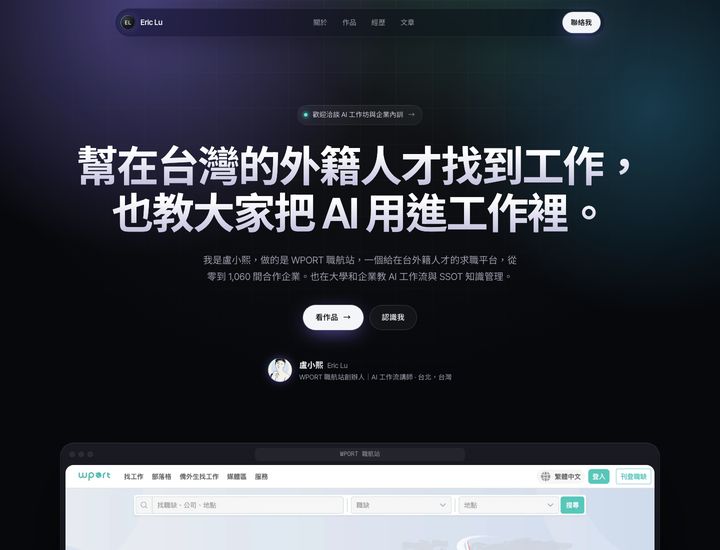 EL Eric Lu 關於 作品 經歷 文章 聯絡我
歡迎洽談 AI 工作坊與企業內訓 →
幫在台灣的外籍人才找到工作，
也教大家把 AI 用進工作裡。
我是盧小熙，做的是 WPORT 職航站，一個給在台外籍人才的求職平台，從
零到 1,060 間合作企業。也在大學和企業教 AI 工作流與 SSOT 知識管理。
看作品 → 認識我
盧小熙 Eric Lu
WPORT 職航站創辦人｜AI 工作流講師 · 台北，台灣
WPORT 職航站
wport 找工作 部落格 僑外生找工作 媒體區 服務 繁體中文 登入 刊登職缺
找職缺、公司、地點 職缺 地點 搜尋